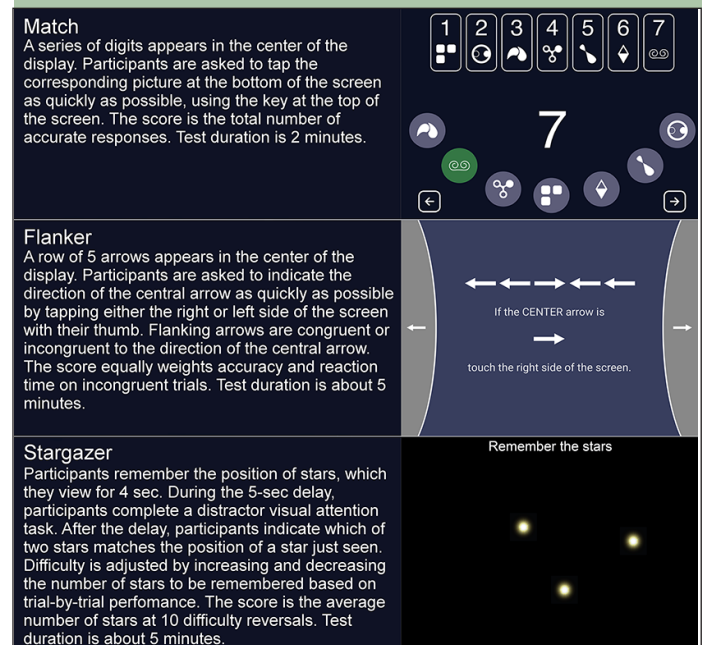 Match
A series of digits appears in the center of the
display. Participants are asked to tap the
corresponding picture at the bottom of the screen
as quickly as possible, using the key at the top of
the screen. The score is the total number of
accurate responses. Test duration is 2 minutes.
1 2 3 4 5 6 7
7
Flanker
A row of 5 arrows appears in the center of the
display. Participants are asked to indicate the
direction of the central arrow as quickly as possible
by tapping either the right or left side of the screen
with their thumb. Flanking arrows are congruent or
incongruent to the direction of the central arrow.
The score equally weights accuracy and reaction
time on incongruent trials. Test duration is about 5
minutes.
If the CENTER arrow is
touch the right side of the screen.
Stargazer
Participants remember the position of stars, which
they view for 4 sec. During the 5-sec delay,
participants complete a distractor visual attention
task. After the delay, participants indicate which of
two stars matches the position of a star just seen.
Difficulty is adjusted by increasing and decreasing
the number of stars to be remembered based on
trial-by-trial perfomance. The score is the average
number of stars at 10 difficulty reversals. Test
duration is about 5 minutes.
Remember the stars